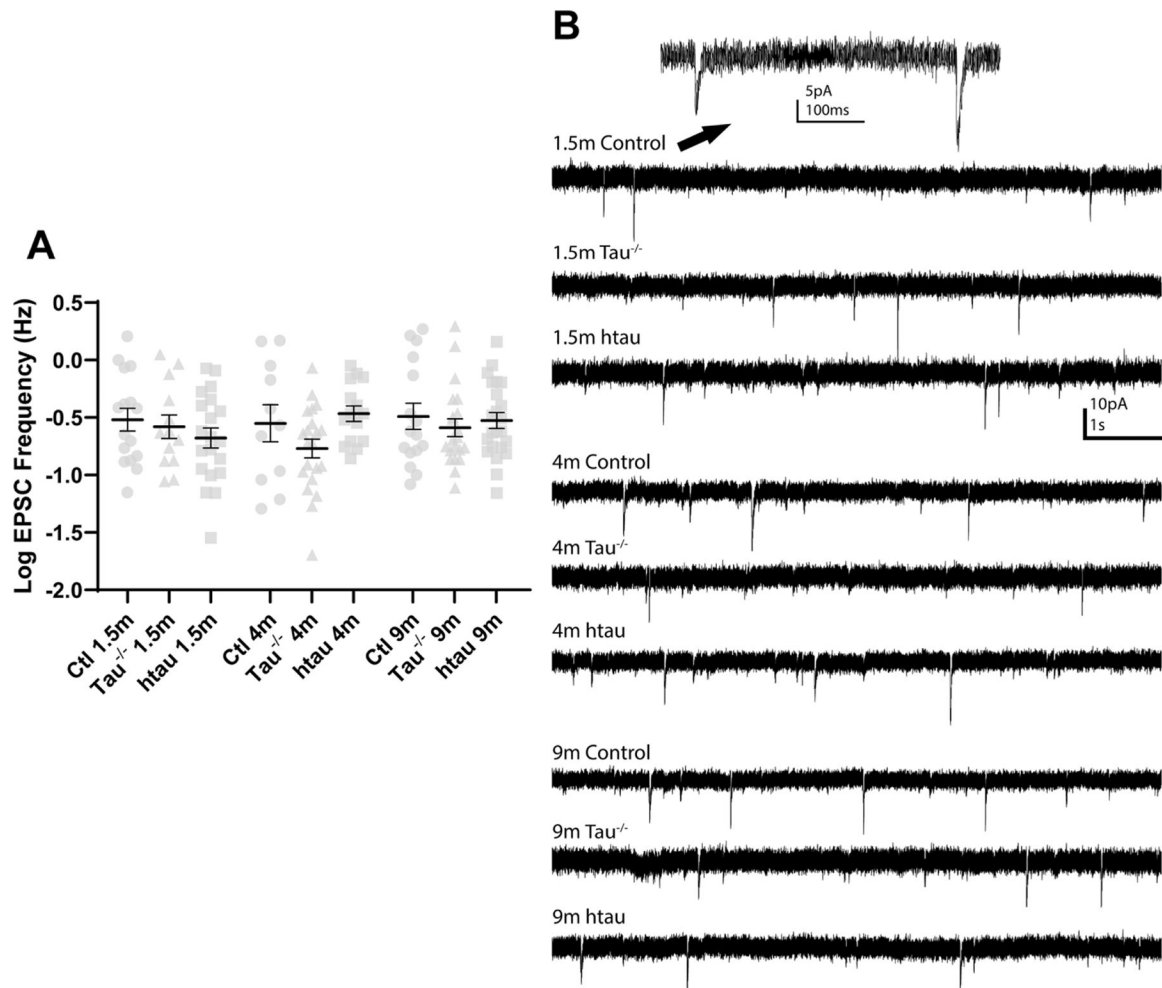 A
Log EPSC Frequency (Hz)
0.5
0.0
-0.5
-1.0
-1.5
-2.0
Ctl 1.5m
Tau-/- 1.5m
htau 1.5m
Ctl 4m
Tau-/- 4m
htau 4m
Ctl 9m
Tau-/- 9m
htau 9m
B
5pA
100ms
1.5m Control
1.5m Tau-/-
1.5m htau
10pA
1s
4m Control
4m Tau-/-
4m htau
9m Control
9m Tau-/-
9m htau